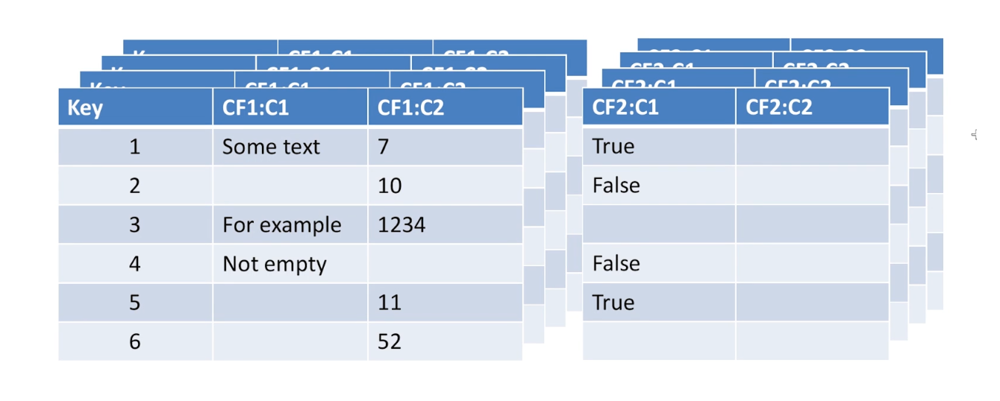 Key CF1:C1 CF1:C2 CF2:C1 CF2:C2
1 Some text 7 True
2 10 False
3 For example 1234
4 Not empty False
5 11 True
6 52